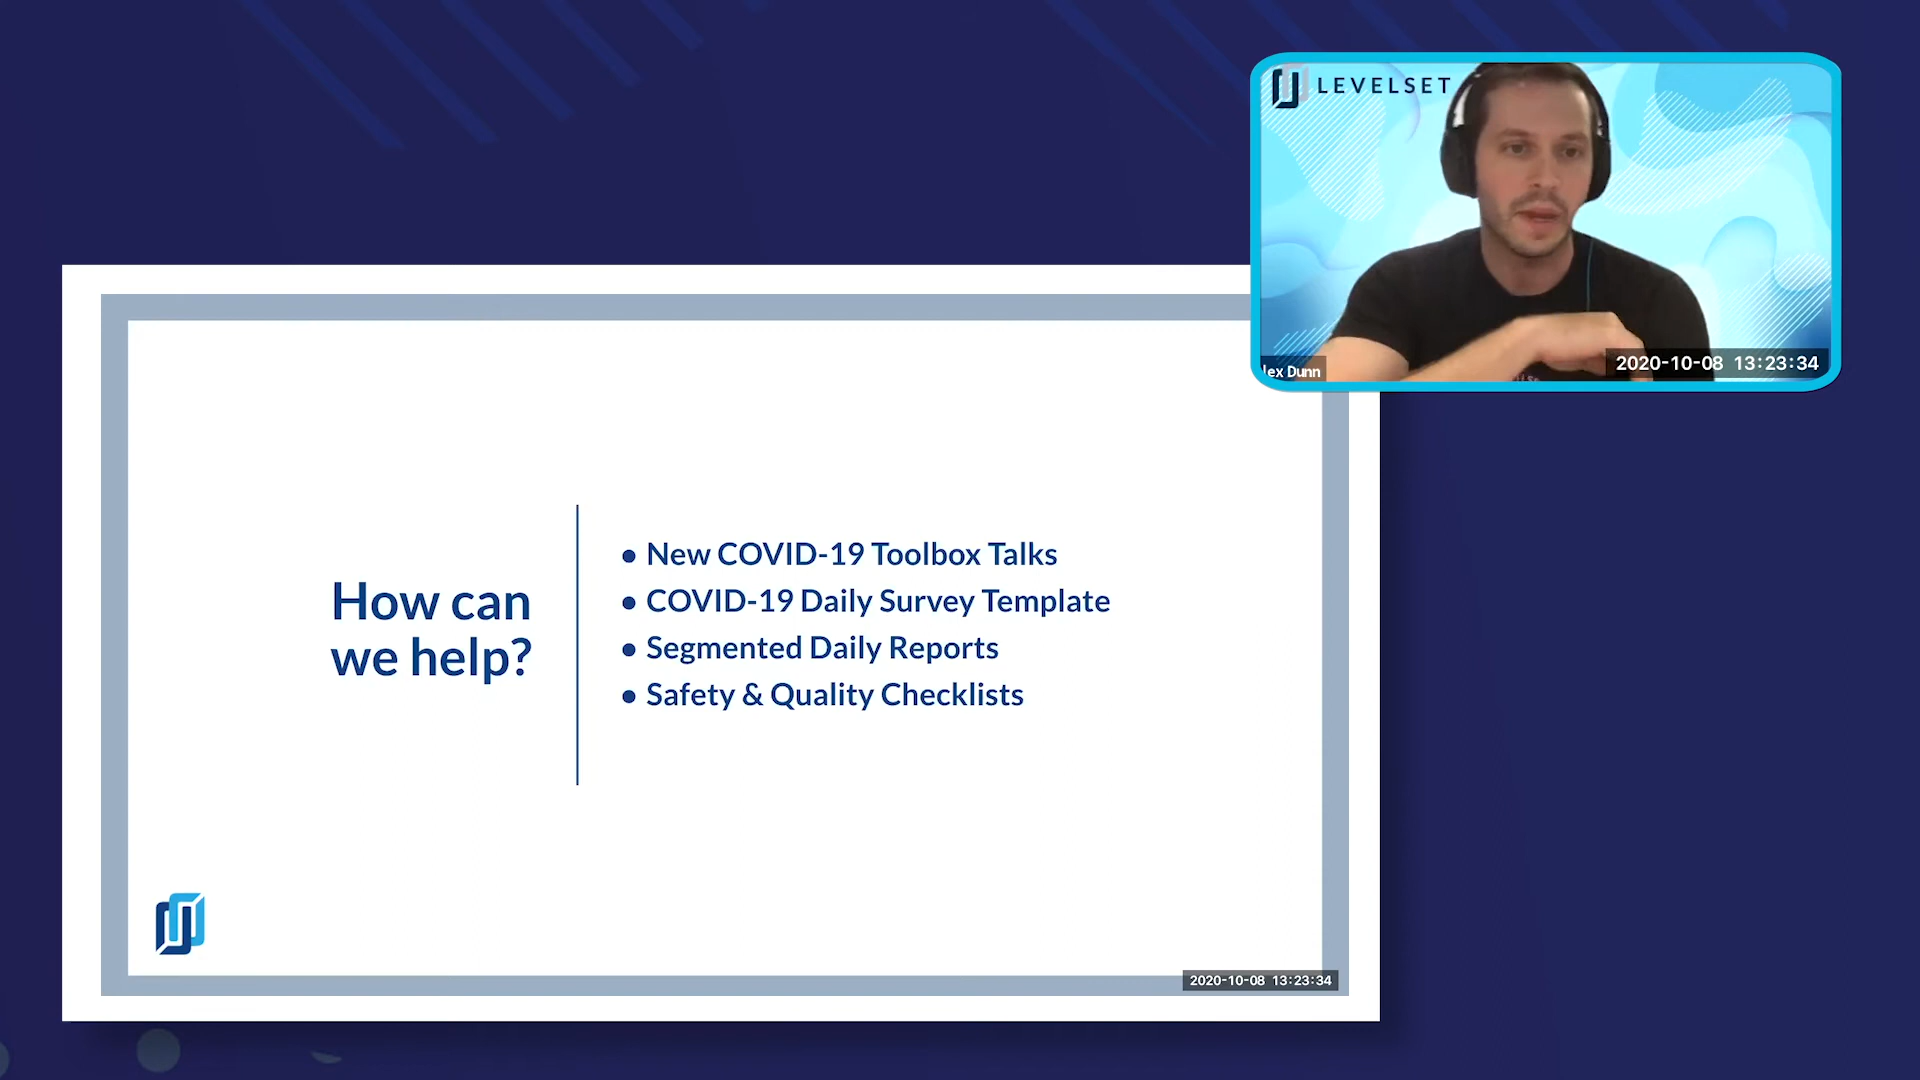 LEVELSET
lex Dunn
2020-10-08 13:23:34
How can
we help?
● New COVID-19 Toolbox Talks
● COVID-19 Daily Survey Template
● Segmented Daily Reports
● Safety & Quality Checklists
2020-10-08 13:23:34